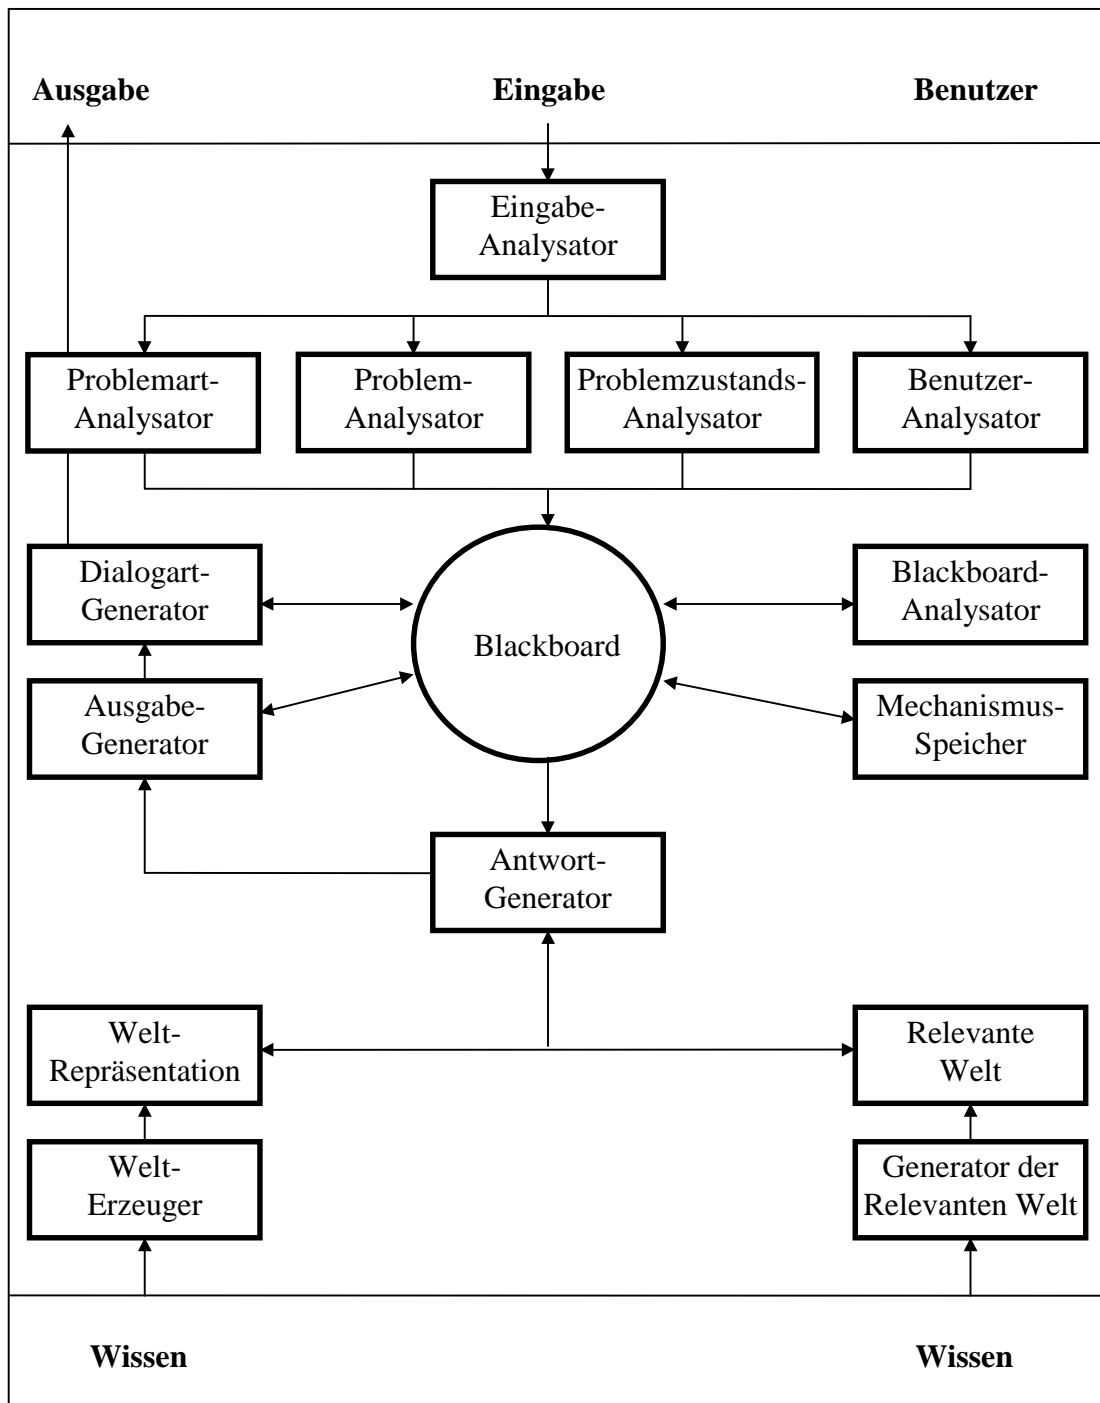 Ausgabe
Eingabe
Benutzer
Eingabe-
Analysator
Problemart-
Analysator
Problem-
Analysator
Problemzustands-
Analysator
Benutzer-
Analysator
Dialogart-
Generator
Blackboard
Blackboard-
Analysator
Ausgabe-
Generator
Mechanismus-
Speicher
Antwort-
Generator
Welt-
Repräsentation
Relevante
Welt
Welt-
Erzeuger
Generator der
Relevanten Welt
Wissen
Wissen